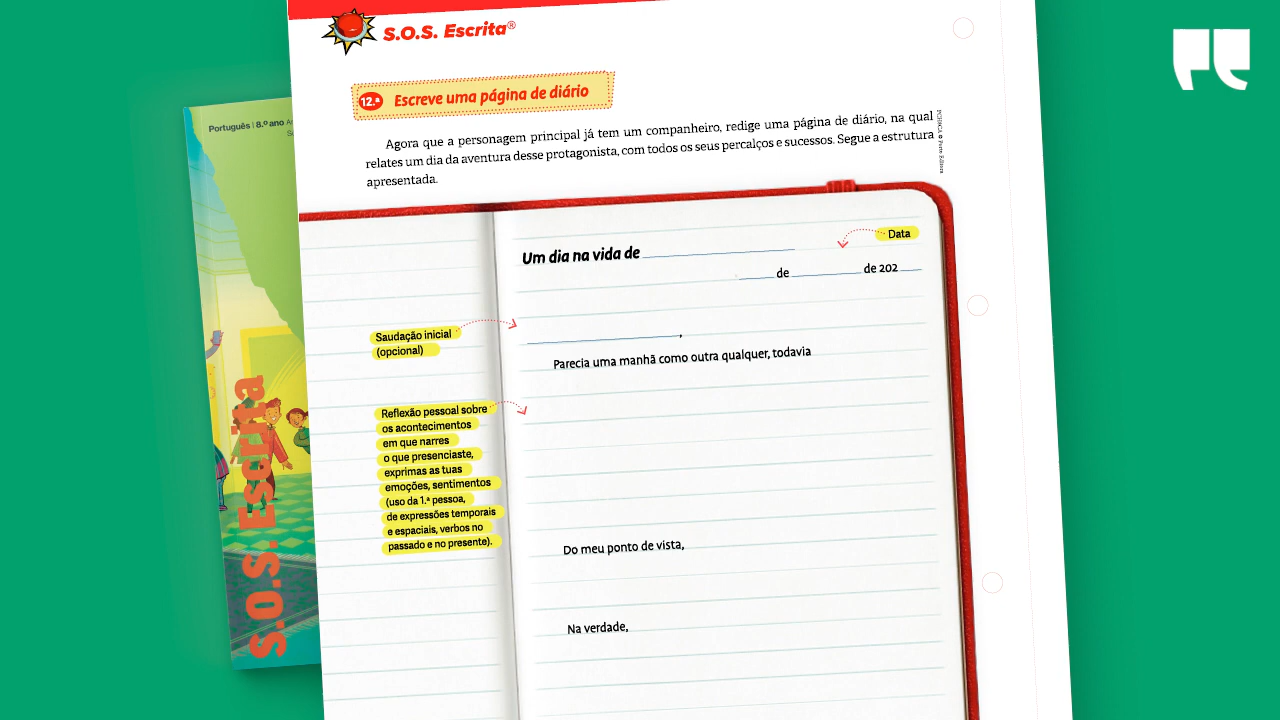 S.O.S. Escrita®
12.ª Escreve uma página de diário
Agora que a personagem principal já tem um companheiro, redige uma página de diário, na qual
relates um dia da aventura desse protagonista, com todos os seus percalços e sucessos. Segue a estrutura
apresentada.
Um dia na vida de
Data
de de 202
Saudação inicial
(opcional)
,
Parecia uma manhã como outra qualquer, todavia
Reflexão pessoal sobre
os acontecimentos
em que narres
o que presenciaste,
exprimas as tuas
emoções, sentimentos
(uso da 1.ª pessoa,
de expressões temporais
e espaciais, verbos no
passado e no presente).
Do meu ponto de vista,
Na verdade,
Português | 8.º ano
S.O.S. Escrita
© Porto Editora